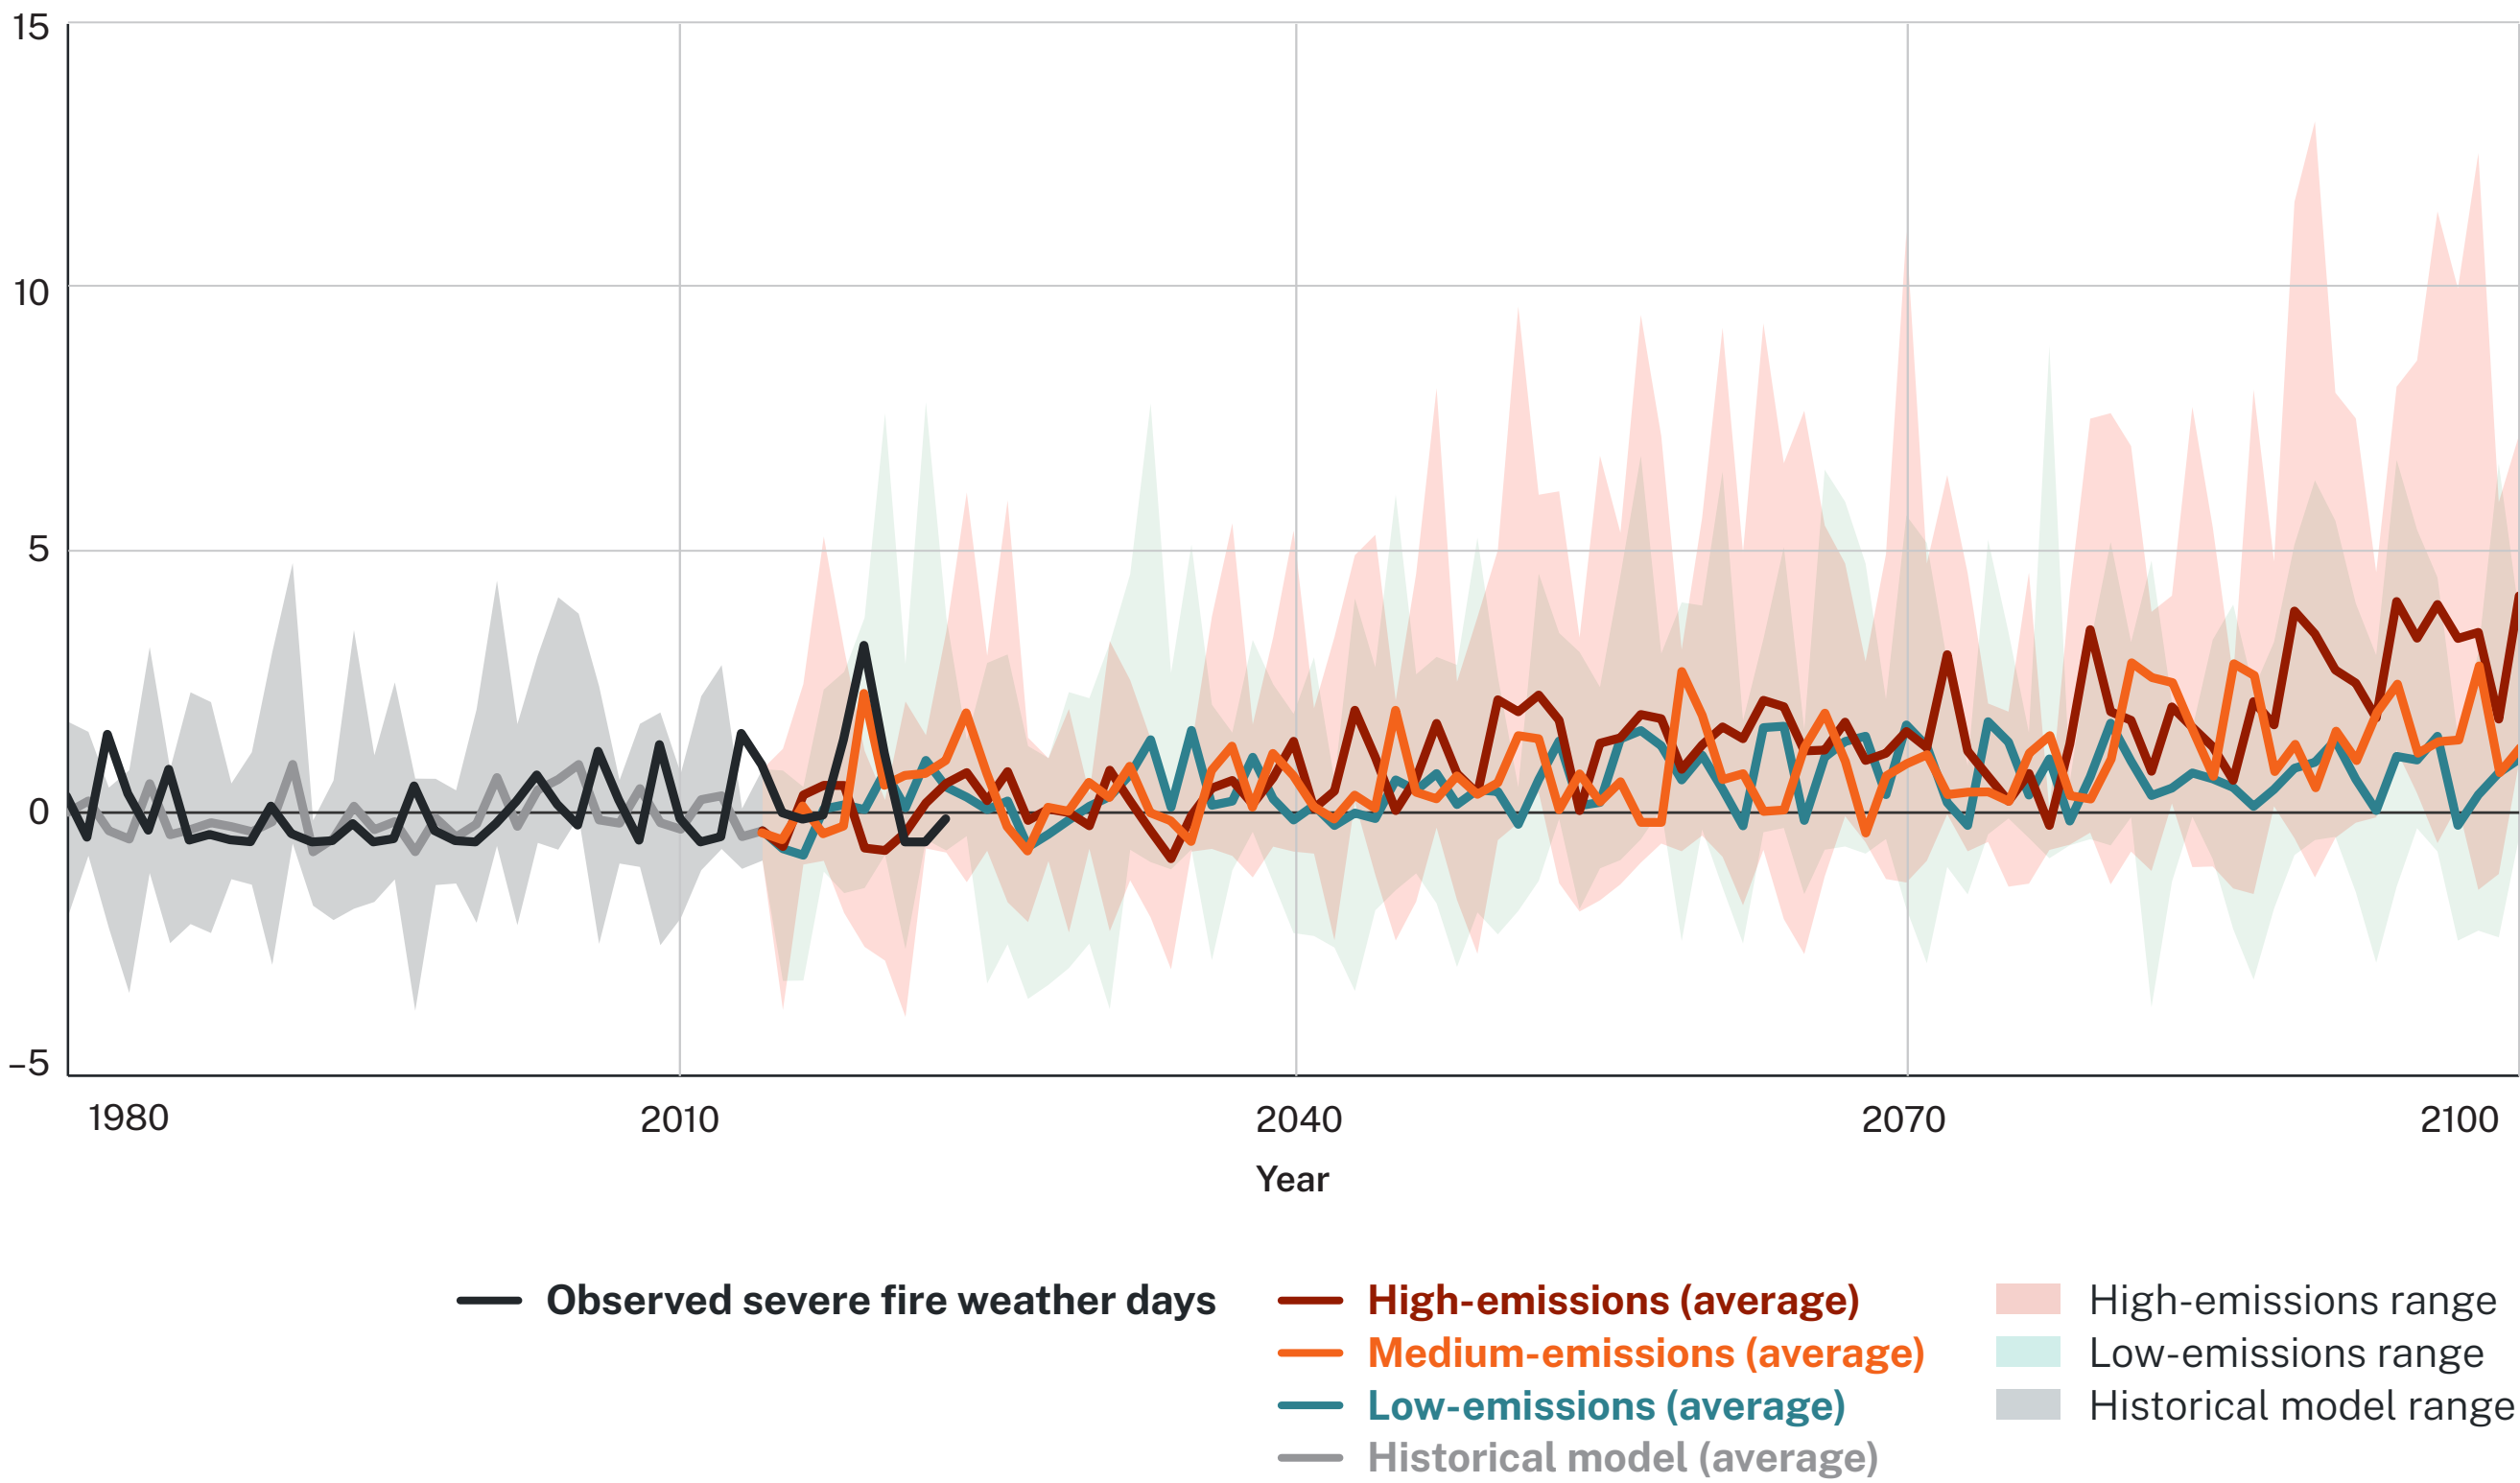 15
10
5
0
−5
1980 2010 2040 2070 2100
Year
Observed severe fire weather days
High-emissions (average)
Medium-emissions (average)
Low-emissions (average)
Historical model (average)
High-emissions range
Low-emissions range
Historical model range